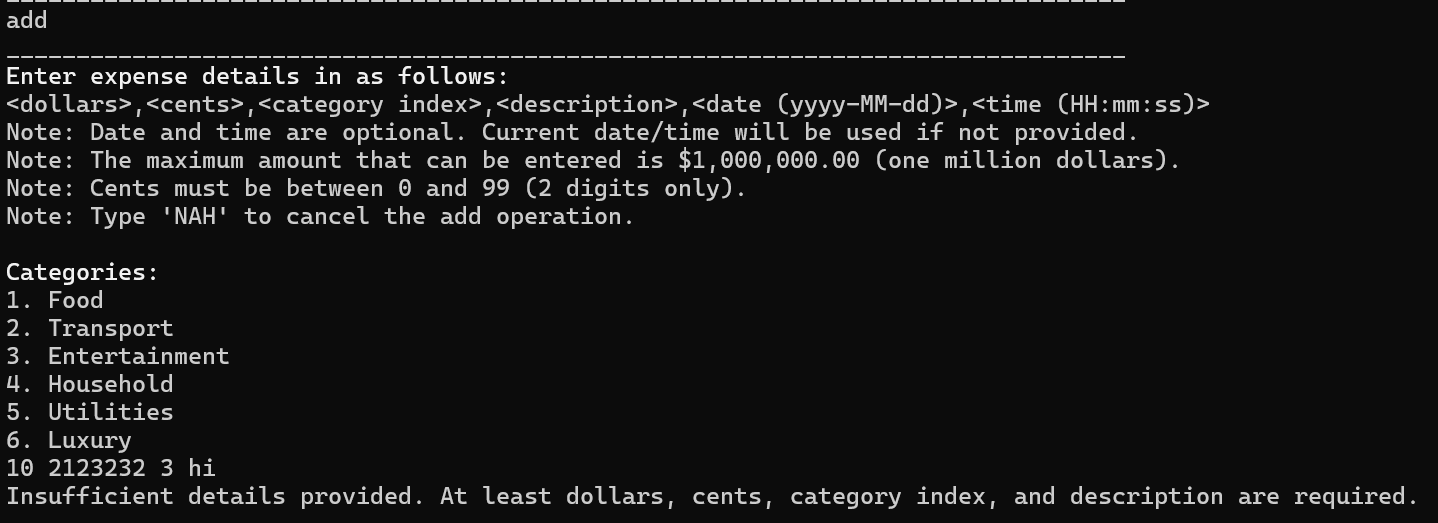 add
Enter expense details in as follows:
<dollars>,<cents>,<category index>,<description>,<date (yyyy-MM-dd)>,<time (HH:mm:ss)>
Note: Date and time are optional. Current date/time will be used if not provided.
Note: The maximum amount that can be entered is $1,000,000.00 (one million dollars).
Note: Cents must be between 0 and 99 (2 digits only).
Note: Type 'NAH' to cancel the add operation.
Categories:
1. Food
2. Transport
3. Entertainment
4. Household
5. Utilities
6. Luxury
10 2123232 3 hi
Insufficient details provided. At least dollars, cents, category index, and description are required.